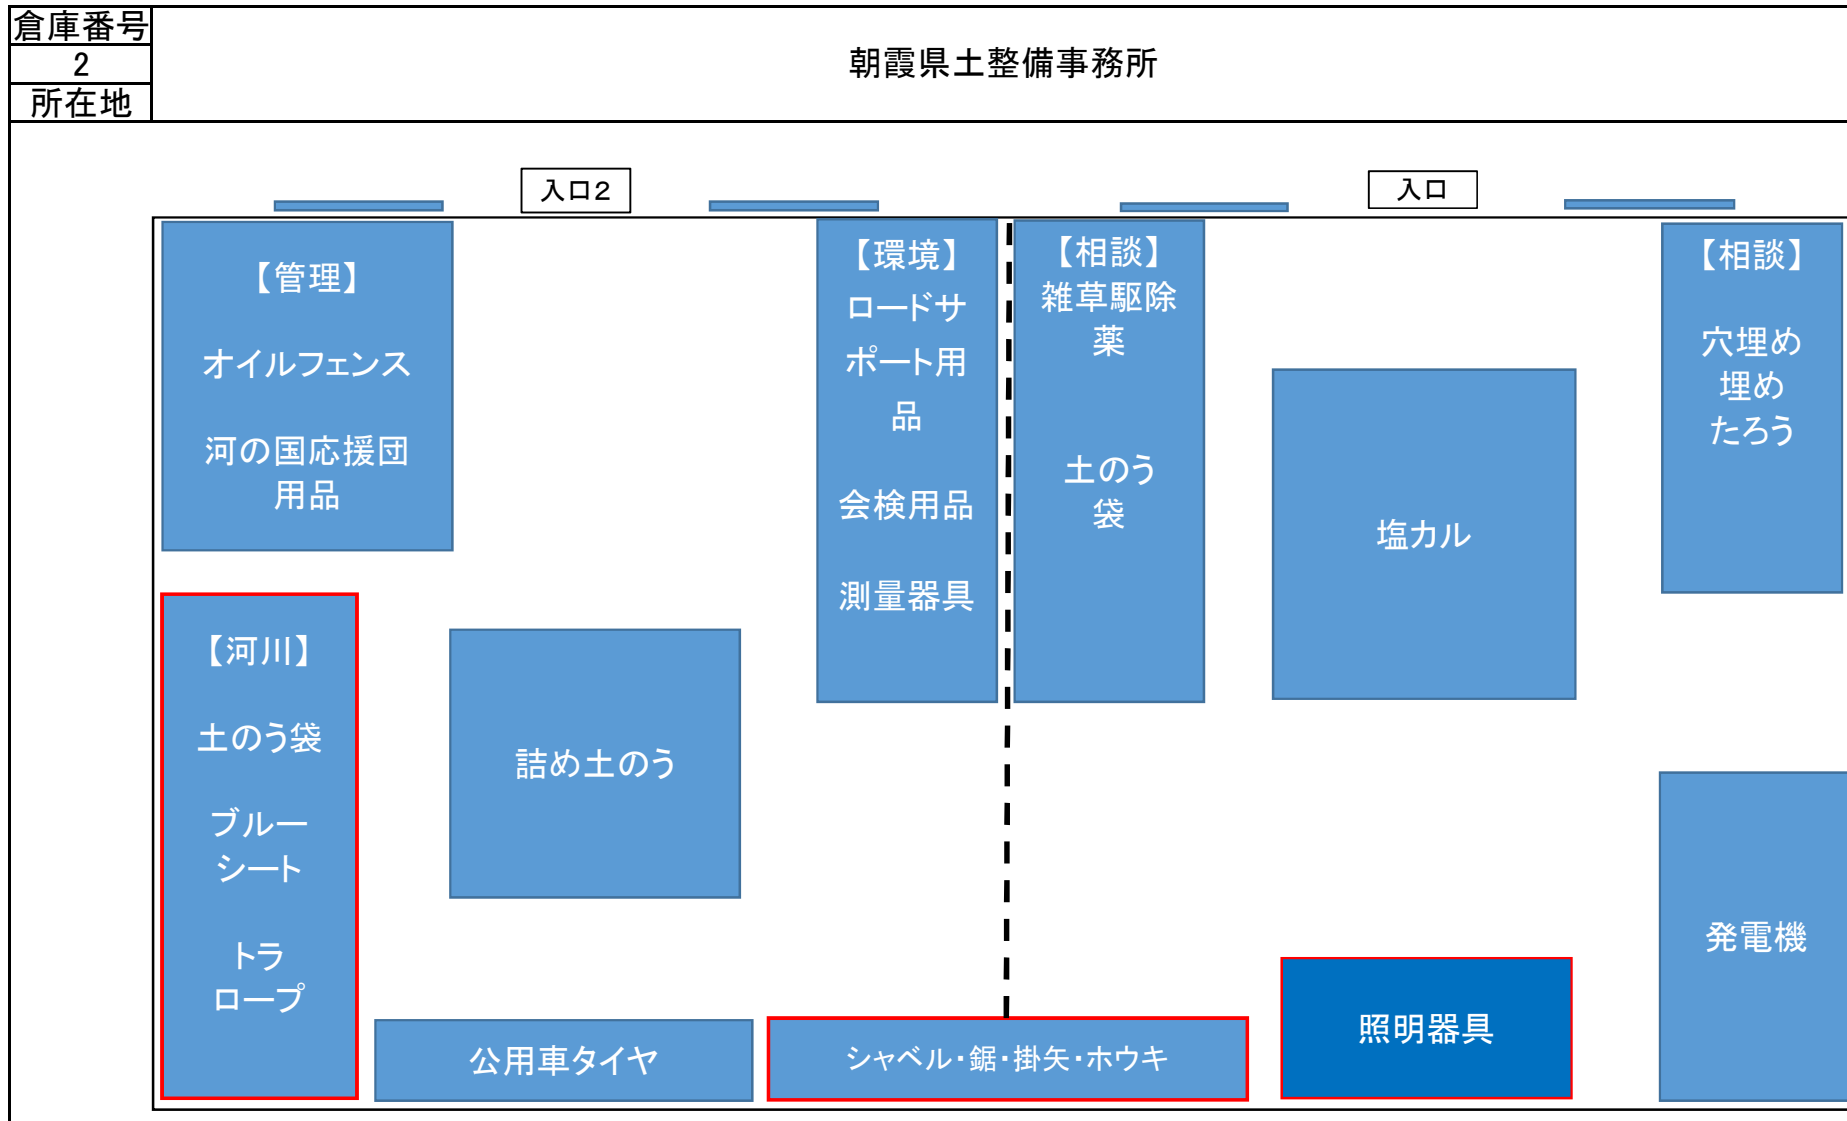 倉庫番号
2
所在地
朝霞県土整備事務所
入口2
入口
【管理】
オイルフェンス
河の国応援団
用品
【環境】
ロードサ
ポート用
品
会検用品
測量器具
【相談】
雑草駆除
薬
土のう
袋
塩カル
【相談】
穴埋め
埋め
たろう
【河川】
土のう袋
ブルー
シート
トラ
ロープ
詰め土のう
発電機
公用車タイヤ
シャベル・鋸・掛矢・ホウキ
照明器具